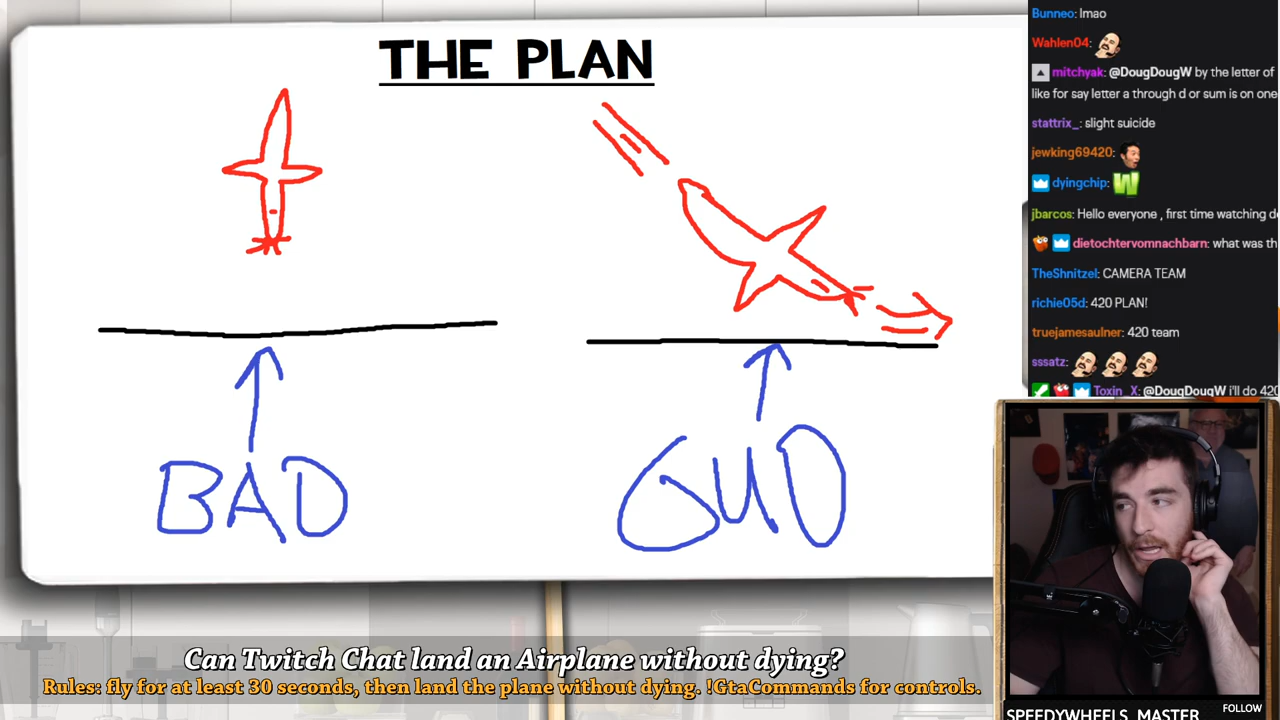 THE PLAN
BAD
GUD
Can Twitch Chat land an Airplane without dying?
Rules: fly for at least 30 seconds, then land the plane without dying. !GtaCommands for controls.
Bunneo: lmao
Wahlen04:
mitchyak: @DougDougW by the letter of
like for say letter a through d or sum is on one
stattrix_: slight suicide
jewking69420:
dyingchip: W
jbarcos: Hello everyone , first time watching
dietochtervomnachbarn: what was th
TheShnitzel: CAMERA TEAM
richie05d: 420 PLAN!
truejamesaulner: 420 team
sssatz:
Toxin_X: @DougDougW i'll do 420
SPEEDYWHEELS_MASTER
FOLLOW